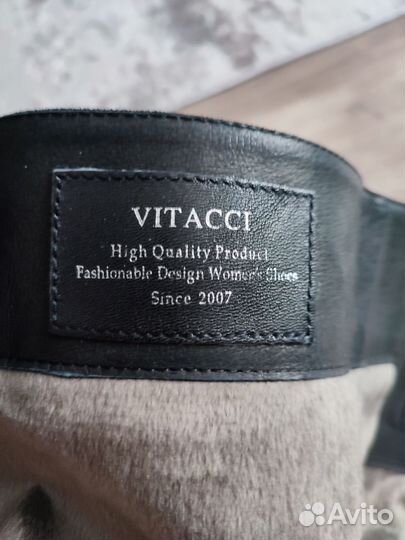 VITACCI
High Quality Product
Fashionable Design Women's Shoes
Since 2007
Avito